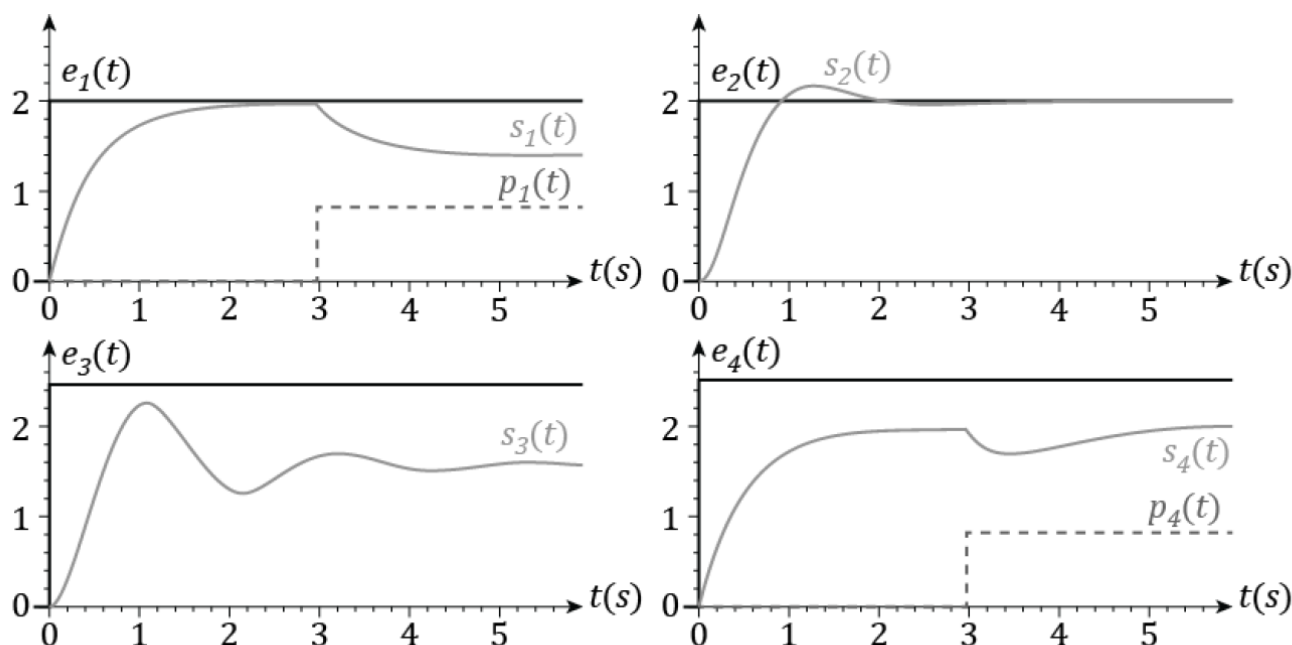 e₁(t)
2
s₁(t)
1
p₁(t)
0
t(s)
0 1 2 3 4 5
e₂(t)
s₂(t)
2
1
0
t(s)
0 1 2 3 4 5
e₃(t)
2
s₃(t)
1
0
t(s)
0 1 2 3 4 5
e₄(t)
2
s₄(t)
1
p₄(t)
0
t(s)
0 1 2 3 4 5